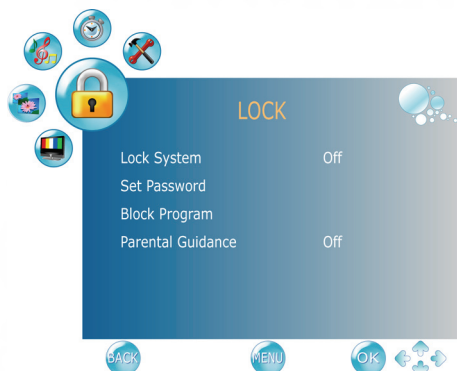 LOCK
Lock System Off
Set Password
Block Program
Parental Guidance Off
BACK MENU OK